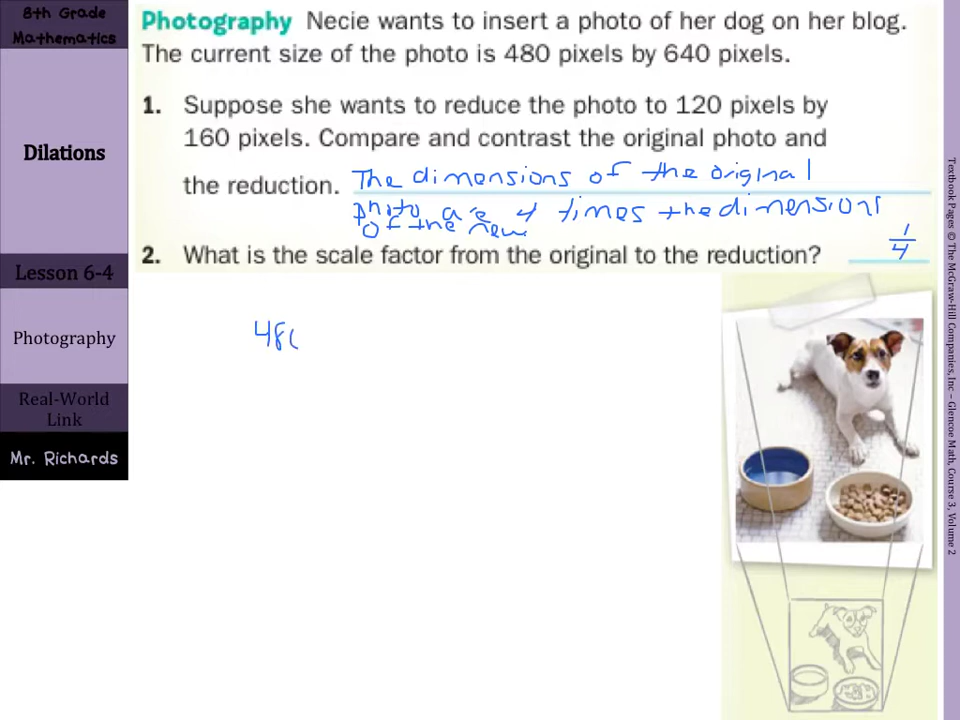 8th Grade
Mathematics
Dilations
Lesson 6-4
Photography
Real-World
Link
Mr. Richards
Photography Necie wants to insert a photo of her dog on her blog.
The current size of the photo is 480 pixels by 640 pixels.
1. Suppose she wants to reduce the photo to 120 pixels by
160 pixels. Compare and contrast the original photo and
the reduction. The dimensions of the original
photo are 4 times the dimensions
of the new
2. What is the scale factor from the original to the reduction? 1/4
480
Textbook Pages © The McGraw-Hill Companies, Inc – Glencoe Math, Course 3, Volume 2